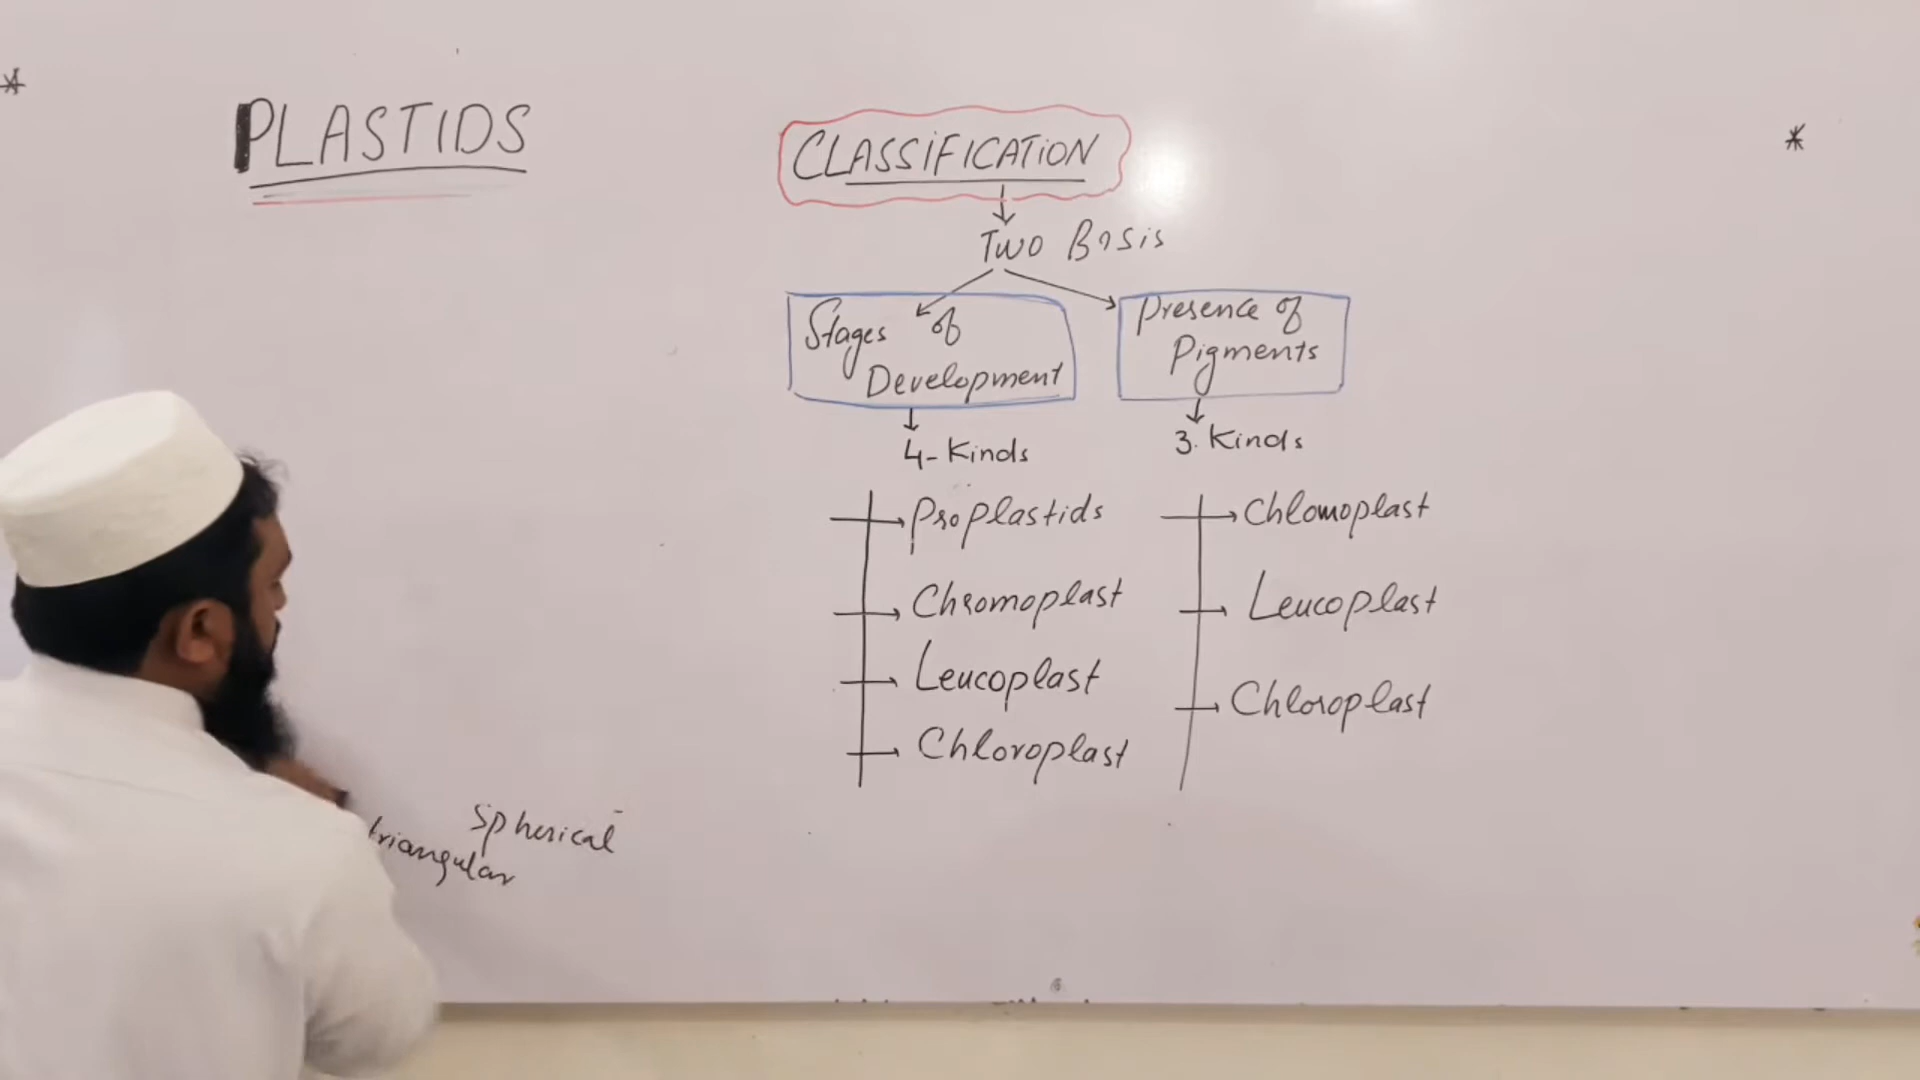 PLASTIDS
CLASSIFICATION
Two Basis
Stages of
Development
Presence of
Pigments
4- Kinds
3. Kinds
Proplastids
Chromoplast
Leucoplast
Chloroplast
Chlomoplast
Leucoplast
Chloroplast
Spherical
triangular